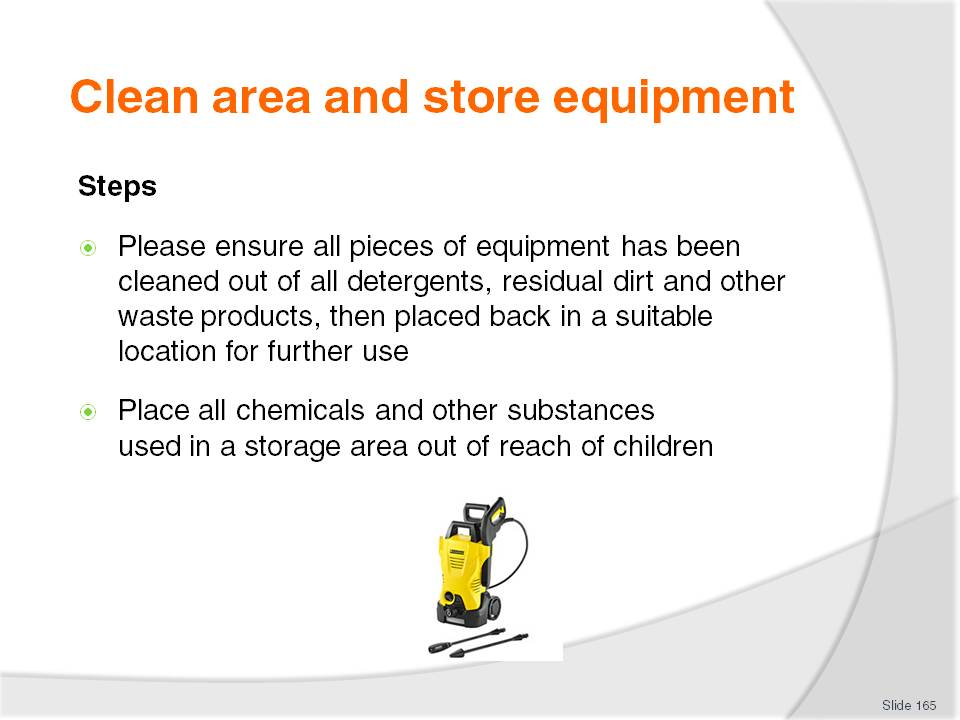 Clean area and store equipment
Steps
Please ensure all pieces of equipment has been
cleaned out of all detergents, residual dirt and other
waste products, then placed back in a suitable
location for further use
Place all chemicals and other substances
used in a storage area out of reach of children
Slide 165